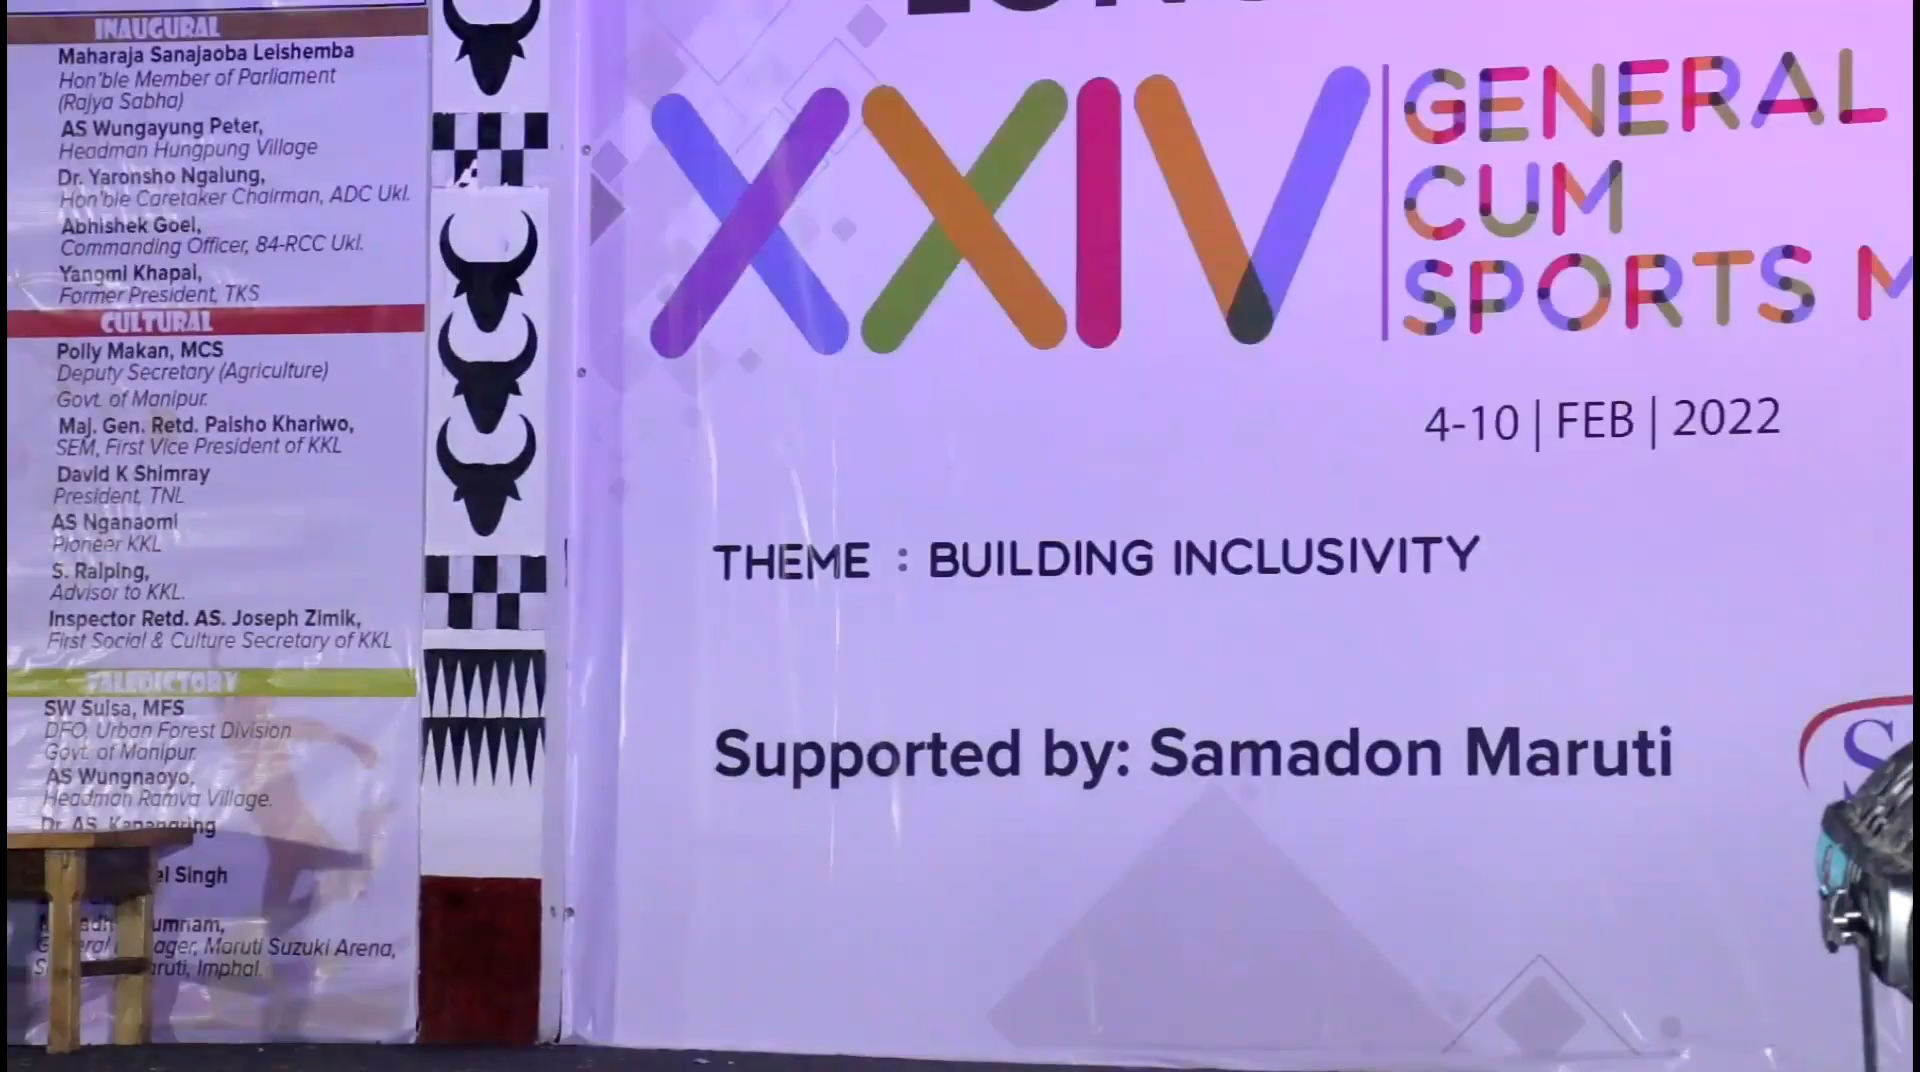 INAUGURAL
Maharaja Sanajaoba Leishemba
Hon'ble Member of Parliament
(Rajya Sabha)
AS Wungayung Peter,
Headman Hungpung Village
Dr. Yaronsho Ngalung,
Hon'ble Caretaker Chairman, ADC Ukl.
Abhishek Goel,
Commanding Officer, 84-RCC Ukl.
Yangmi Khapai,
Former President, TKS
CULTURAL
Polly Makan, MCS
Deputy Secretary (Agriculture)
Govt. of Manipur.
Maj. Gen. Retd. Paisho Khariwo,
SEM, First Vice President of KKL
David K Shimray
President, TNL
AS Nganaomi
Pioneer KKL
S. Raiping,
Advisor to KKL.
Inspector Retd. AS. Joseph Zimik,
First Social & Culture Secretary of KKL
VALEDICTORY
SW Suisa, MFS
DFO, Urban Forest Division
Govt. of Manipur.
AS Wungnaoyo,
Headman Ramva Village.
Dr. AS.
Singh
Maruti Suzuki Arena,
Imphal.
XXIV
GENERAL
CUM
SPORTS
4-10 | FEB | 2022
THEME : BUILDING INCLUSIVITY
Supported by: Samadon Maruti